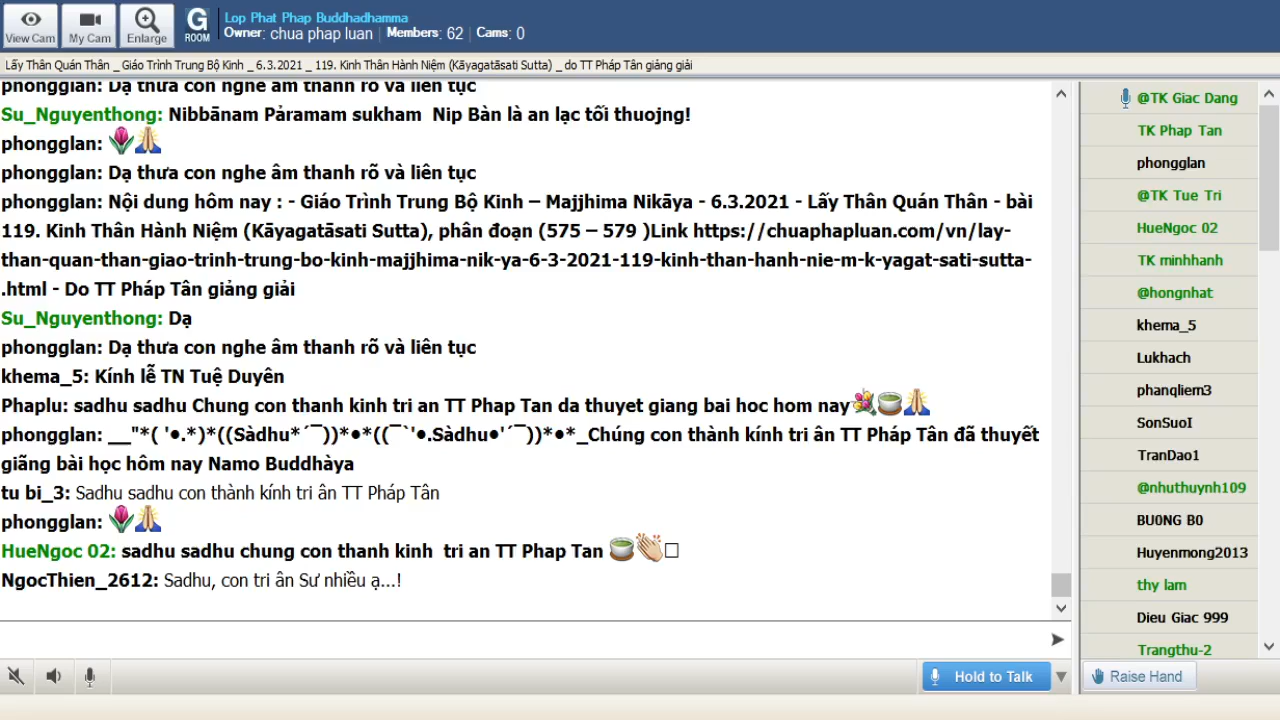 View Cam
My Cam
Enlarge
G
ROOM
Lop Phat Phap Buddhadhamma
Owner: chua phap luan Members: 62 Cams: 0
Lấy Thân Quán Thân _ Giáo Trình Trung Bộ Kinh _ 6.3.2021 _ 119. Kinh Thân Hành Niệm (Kāyagatāsati Sutta) _ do TT Pháp Tân giảng giải
phongglan: Dạ thưa con nghe âm thanh rõ và liên tục
Su_Nguyenthong: Nibbānam Pảramam sukham Nip Bàn là an lạc tối thuojng!
phongglan: 🌷🙏
phongglan: Dạ thưa con nghe âm thanh rõ và liên tục
phongglan: Nội dung hôm nay : - Giáo Trình Trung Bộ Kinh – Majjhima Nikāya - 6.3.2021 - Lấy Thân Quán Thân - bài
119. Kinh Thân Hành Niệm (Kāyagatāsati Sutta), phân đoạn (575 – 579 )Link https://chuaphapluan.com/vn/lay-
than-quan-than-giao-trinh-trung-bo-kinh-majjhima-nik-ya-6-3-2021-119-kinh-than-hanh-nie-m-k-yagat-sati-sutta-
.html - Do TT Pháp Tân giảng giải
Su_Nguyenthong: Dạ
phongglan: Dạ thưa con nghe âm thanh rõ và liên tục
khema_5: Kính lễ TN Tuệ Duyên
Phaplu: sadhu sadhu Chung con thanh kinh tri an TT Phap Tan da thuyet giang bai hoc hom nay💐🍵🙏
phongglan: __"*( '•.*)*((Sàdhu*´¯))*•*((¯`'•.Sàdhu•'´¯))*•*_Chúng con thành kính tri ân TT Pháp Tân đã thuyết
giãng bài học hôm nay Namo Buddhàya
tu bi_3: Sadhu sadhu con thành kính tri ân TT Pháp Tân
phongglan: 🌷🙏
HueNgoc 02: sadhu sadhu chung con thanh kinh tri an TT Phap Tan 🍵👏□
NgocThien_2612: Sadhu, con tri ân Sư nhiều ạ...!
@TK Giac Dang
TK Phap Tan
phongglan
@TK Tue Tri
HueNgoc 02
TK minhhanh
@hongnhat
khema_5
Lukhach
phanqliem3
SonSuoI
TranDao1
@nhuthuynh109
BU0NG B0
Huyenmong2013
thy lam
Dieu Giac 999
Trangthu-2
Hold to Talk
Raise Hand